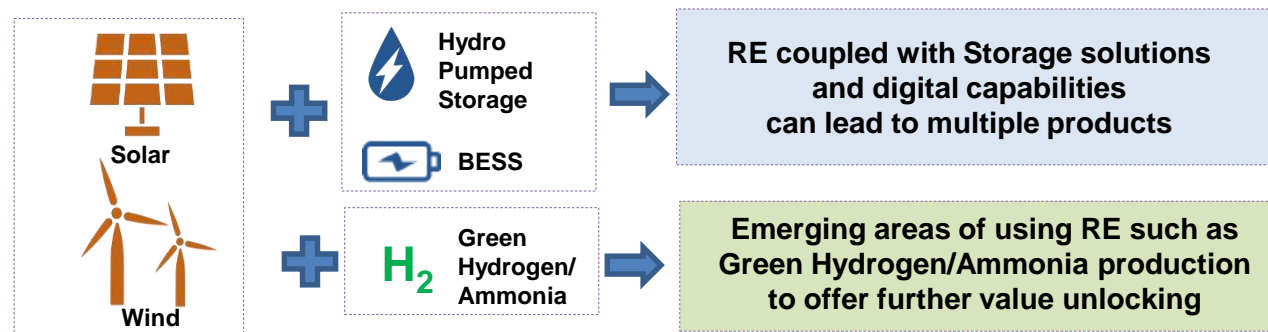 Solar
Wind
Hydro
Pumped
Storage
BESS
RE coupled with Storage solutions
and digital capabilities
can lead to multiple products
H₂
Green
Hydrogen/
Ammonia
Emerging areas of using RE such as
Green Hydrogen/Ammonia production
to offer further value unlocking